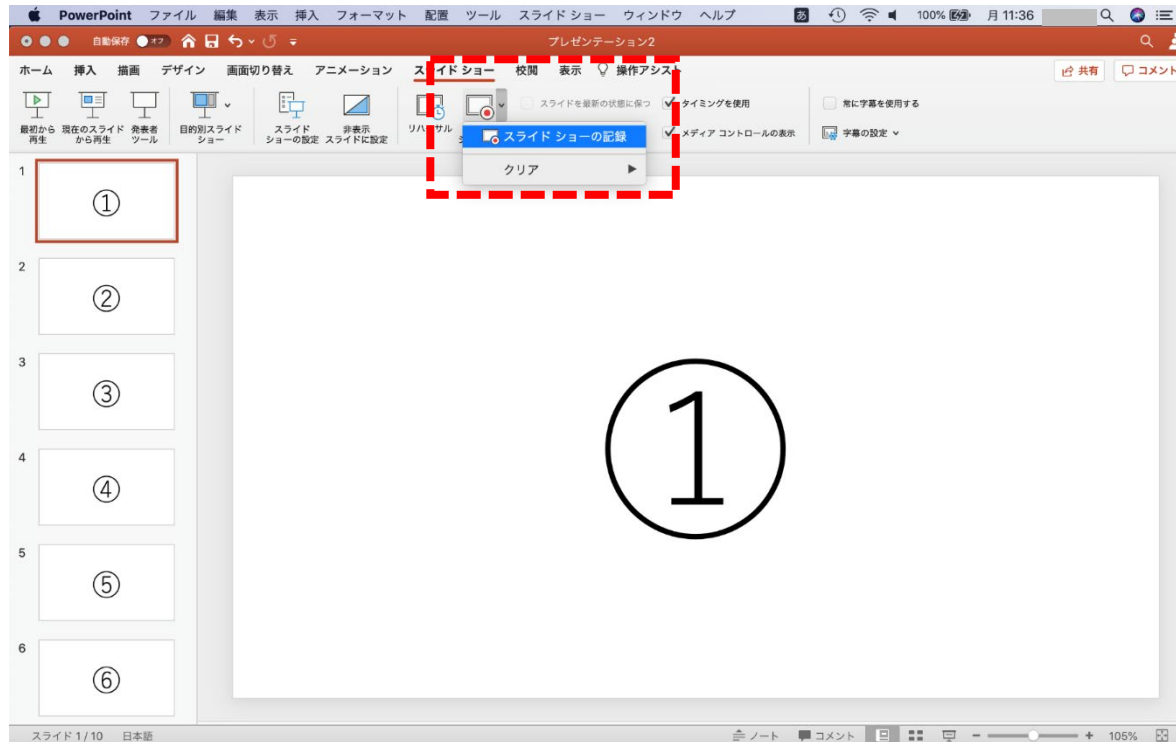 PowerPoint ファイル 編集 表示 挿入 フォーマット 配置 ツール スライド ショー ウィンドウ ヘルプ あ 100% 月 11:36
自動保存 オフ プレゼンテーション2
ホーム 挿入 描画 デザイン 画面切り替え アニメーション スライド ショー 校閲 表示 操作アシスト 共有 コメント
スライドを最新の状態に保つ タイミングを使用 常に字幕を使用する
最初から 現在のスライド 発表者 目的別スライド スライド 非表示 リハーサル
再生 から再生 ツール ショー ショーの設定 スライドに設定
スライド ショーの記録 メディア コントロールの表示 字幕の設定
クリア
1
①
2
②
3
③
4
④
5
⑤
6
⑥
①
スライド 1 / 10 日本語 ノート コメント 105%